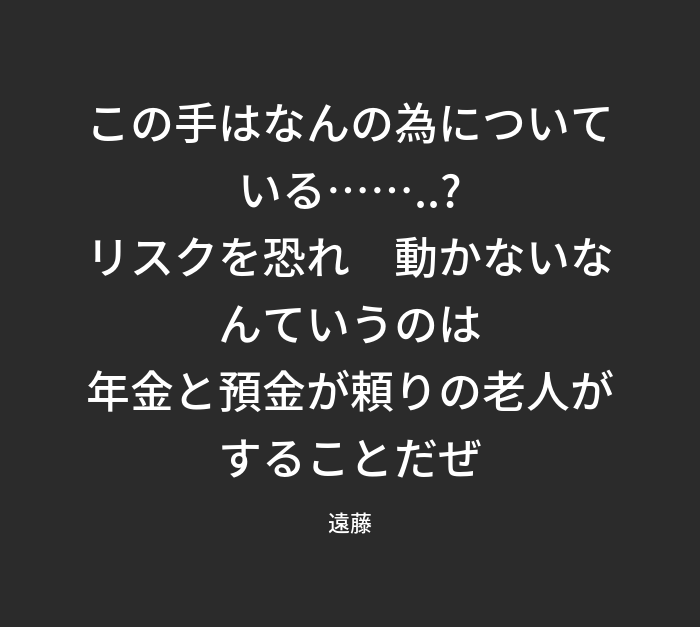 この手はなんの為について
いる……..?
リスクを恐れ　動かないな
んていうのは
年金と預金が頼りの老人が
することだぜ
遠藤